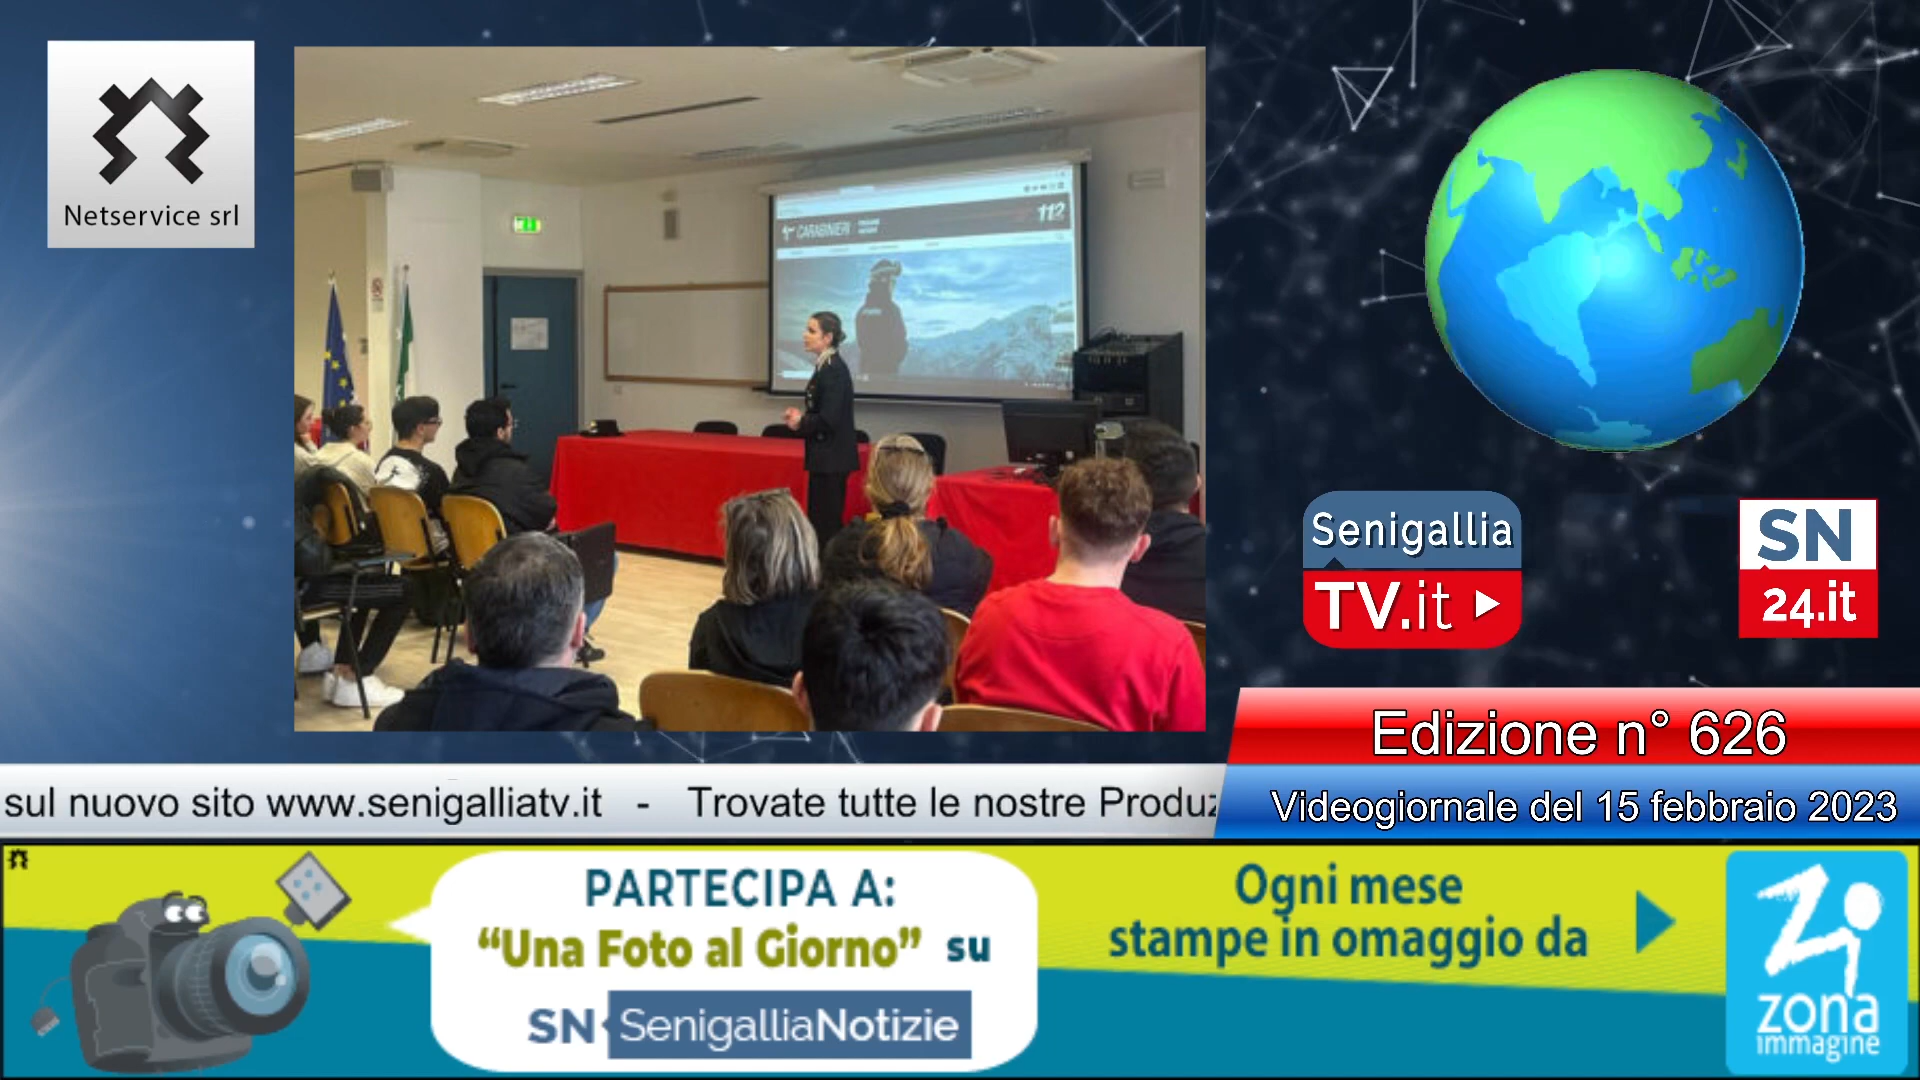 Netservice srl
CARABINIERI
112
Senigallia
TV.it
SN
24.it
Edizione n° 626
sul nuovo sito www.senigalliatv.it - Trovate tutte le nostre Produz
Videogiornale del 15 febbraio 2023
PARTECIPA A:
“Una Foto al Giorno” su
SN SenigalliaNotizie
Ogni mese
stampe in omaggio da
zona
immagine